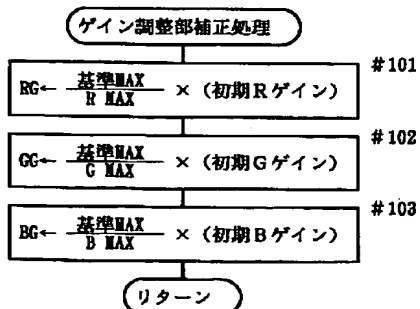 ゲイン調整部補正処理
#101
RG← 基準MAX / R MAX × (初期Rゲイン)
#102
GG← 基準MAX / G MAX × (初期Gゲイン)
#103
BG← 基準MAX / B MAX × (初期Bゲイン)
リターン